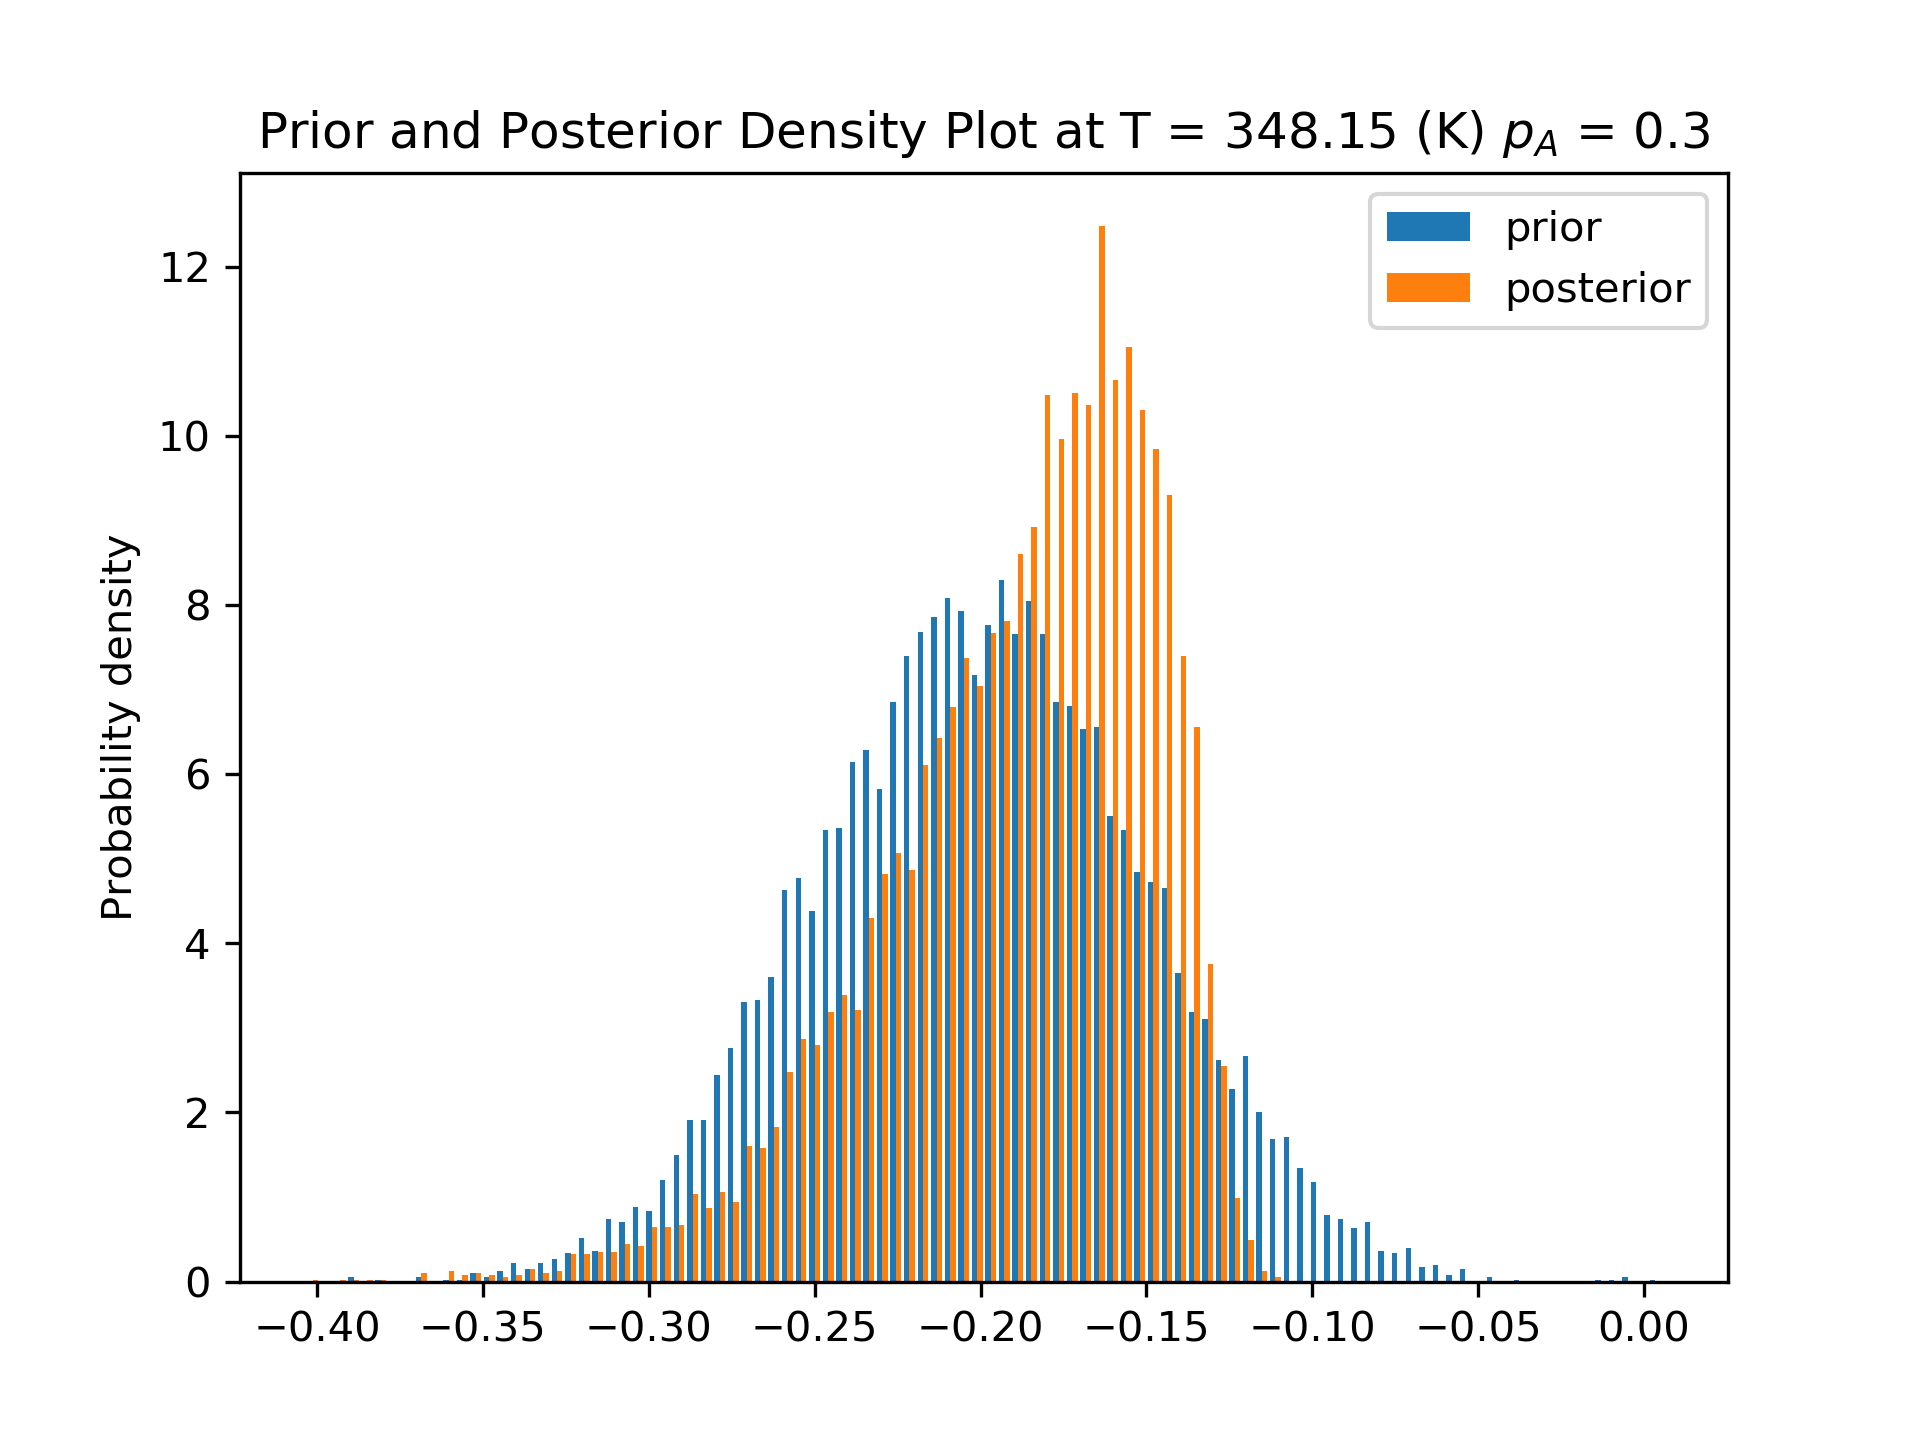 Prior and Posterior Density Plot at T = 348.15 (K) p_A = 0.3
prior
posterior
Probability density
12
10
8
6
4
2
0
−0.40 −0.35 −0.30 −0.25 −0.20 −0.15 −0.10 −0.05 0.00